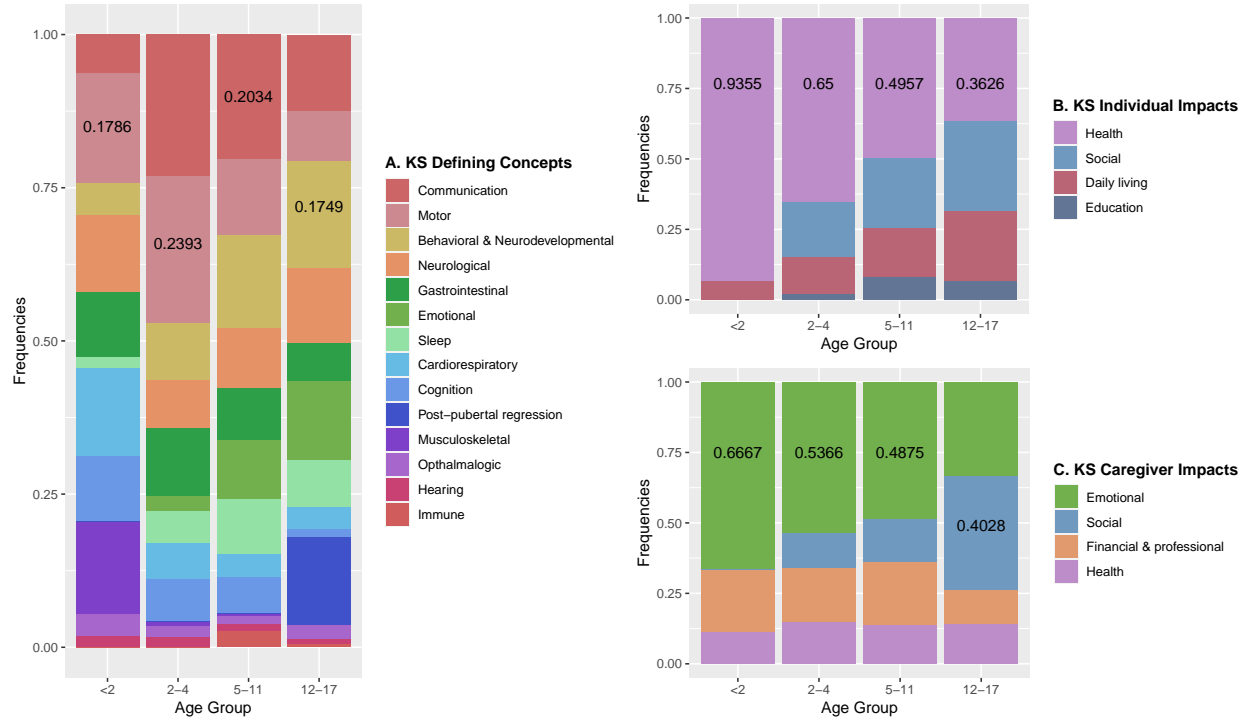 1.00
0.75
0.50
0.25
0.00
Frequencies
0.1786
0.2393
0.2034
0.1749
<2
2–4
5–11
12–17
Age Group
A. KS Defining Concepts
Communication
Motor
Behavioral & Neurodevelopmental
Neurological
Gastrointestinal
Emotional
Sleep
Cardiorespiratory
Cognition
Post–pubertal regression
Musculoskeletal
Opthalmologic
Hearing
Immune
1.00
0.75
0.50
0.25
0.00
Frequencies
0.9355
0.65
0.4957
0.3626
<2
2–4
5–11
12–17
Age Group
B. KS Individual Impacts
Health
Social
Daily living
Education
1.00
0.75
0.50
0.25
0.00
Frequencies
0.6667
0.5366
0.4875
0.4028
<2
2–4
5–11
12–17
Age Group
C. KS Caregiver Impacts
Emotional
Social
Financial & professional
Health